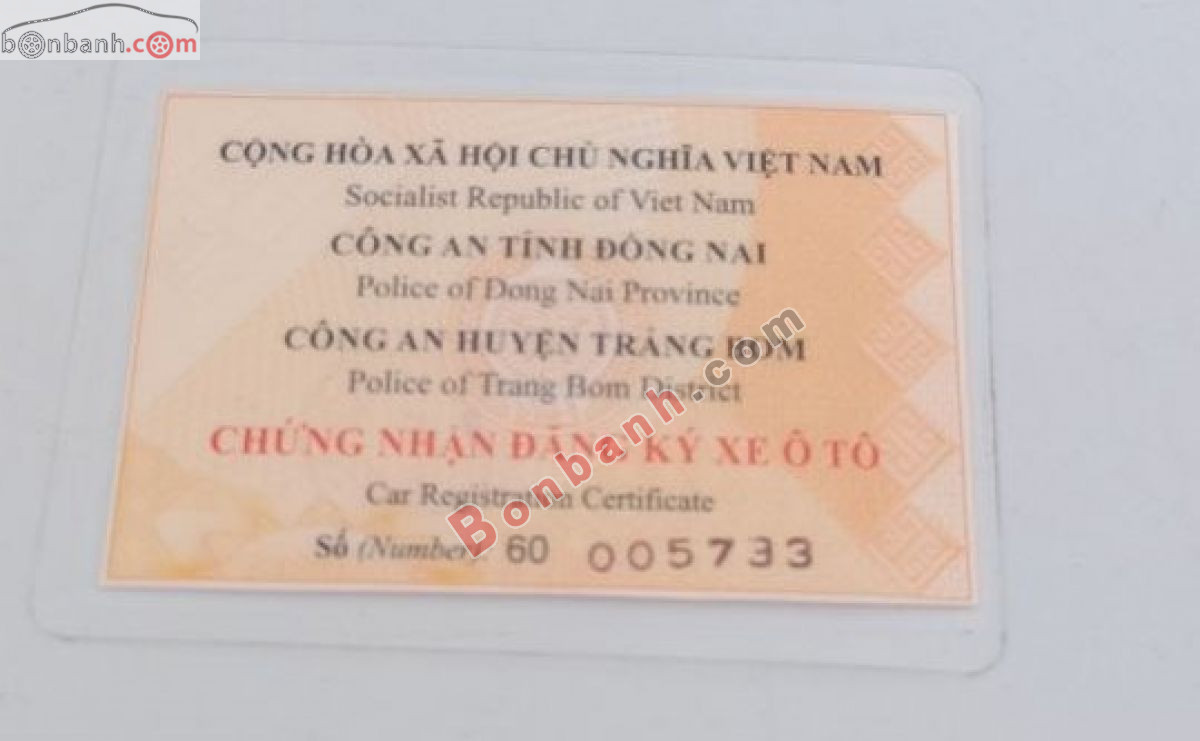 bonbanh.com
CỘNG HÒA XÃ HỘI CHỦ NGHĨA VIỆT NAM
Socialist Republic of Viet Nam
CÔNG AN TỈNH ĐỒNG NAI
Police of Dong Nai Province
CÔNG AN HUYỆN TRẢNG BOM
Police of Trang Bom District
CHỨNG NHẬN ĐĂNG KÝ XE Ô TÔ
Car Registration Certificate
Số (Number): 60 005733
Bonbanh.com